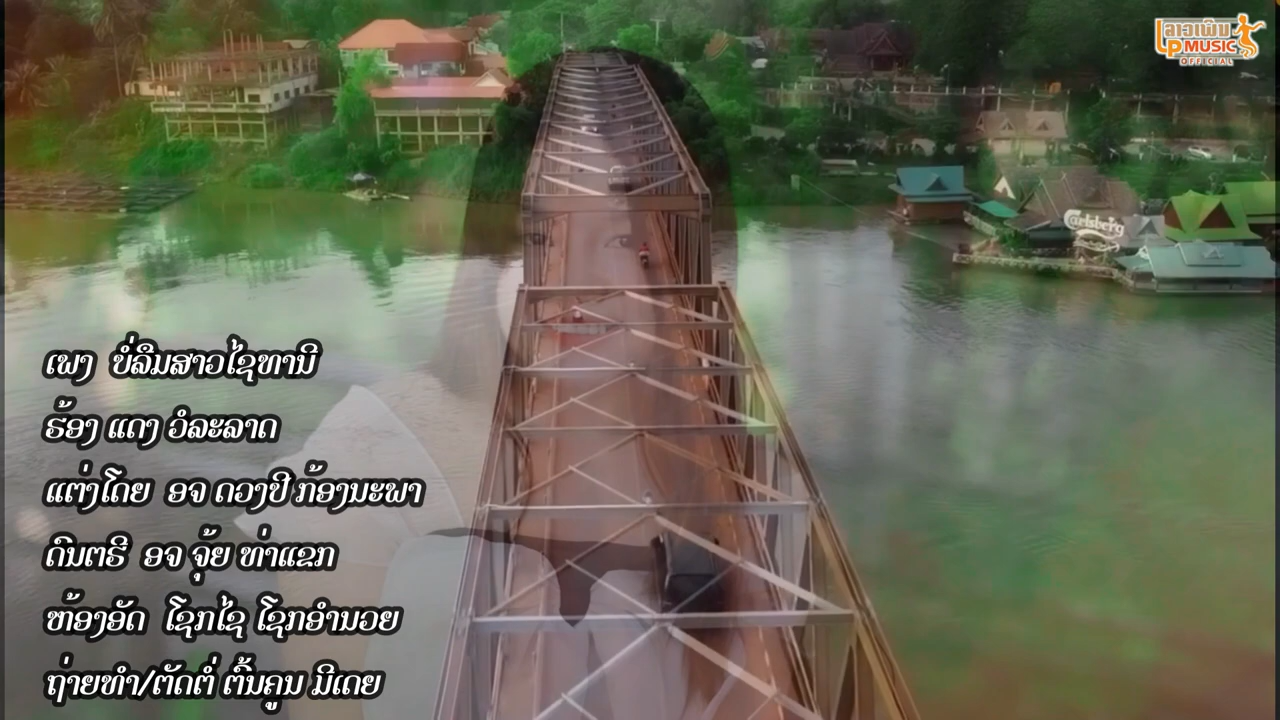 ລາວເພີນ
LP MUSIC
OFFICIAL
Carlsberg
ເພງ ບໍ່ລືມສາວໄຊທານີ
ຮ້ອງ ແດງ ວໍລະລາດ
ແຕ່ງໂດຍ ອຈ ດວງປີ ກ້ອງນະພາ
ດົນຕຣີ ອຈ ຈຸ້ຍ ທ່າແຂກ
ຫ້ອງອັດ ໂຊກໄຊ ໂຊກອຳນວຍ
ຖ່າຍທຳ/ຕັດຕໍ່ ຕົ້ນຄູນ ມີເດຍ